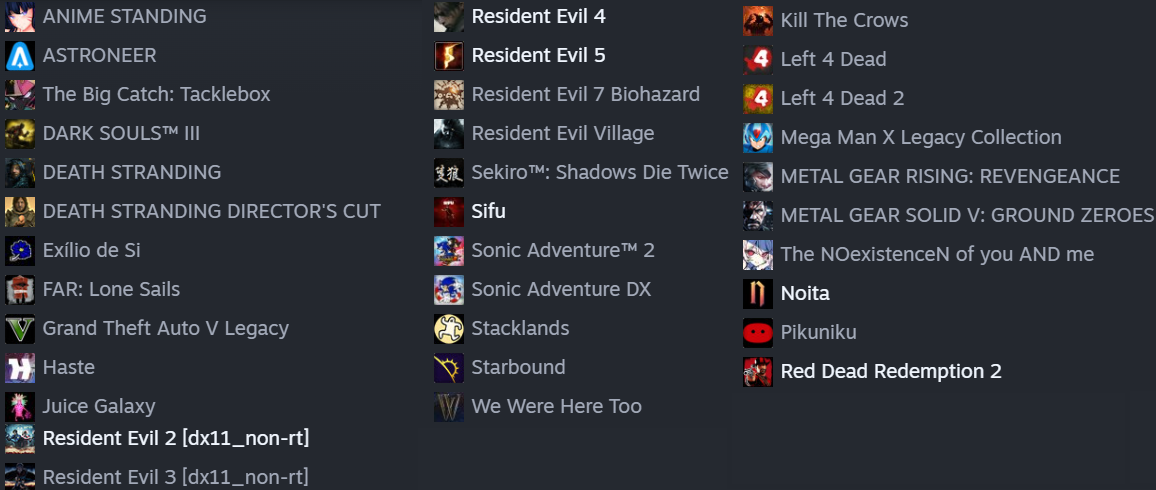 ANIME STANDING
ASTRONEER
The Big Catch: Tacklebox
DARK SOULS™ III
DEATH STRANDING
DEATH STRANDING DIRECTOR'S CUT
Exílio de Si
FAR: Lone Sails
Grand Theft Auto V Legacy
Haste
Juice Galaxy
Resident Evil 2 [dx11_non-rt]
Resident Evil 3 [dx11_non-rt]
Resident Evil 4
Resident Evil 5
Resident Evil 7 Biohazard
Resident Evil Village
Sekiro™: Shadows Die Twice
Sifu
Sonic Adventure™ 2
Sonic Adventure DX
Stacklands
Starbound
We Were Here Too
Kill The Crows
Left 4 Dead
Left 4 Dead 2
Mega Man X Legacy Collection
METAL GEAR RISING: REVENGEANCE
METAL GEAR SOLID V: GROUND ZEROES
The NOexistenceN of you AND me
Noita
Pikuniku
Red Dead Redemption 2